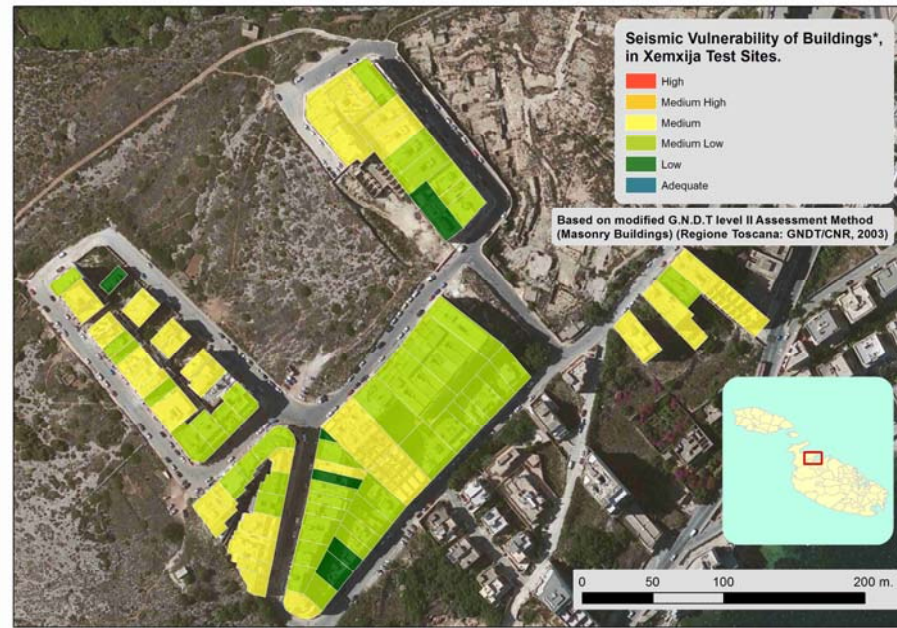 Seismic Vulnerability of Buildings*,
in Xemxija Test Sites.
High
Medium High
Medium
Medium Low
Low
Adequate
Based on modified G.N.D.T level II Assessment Method
(Masonry Buildings) (Regione Toscana: GNDT/CNR, 2003)
0 50 100 200 m.